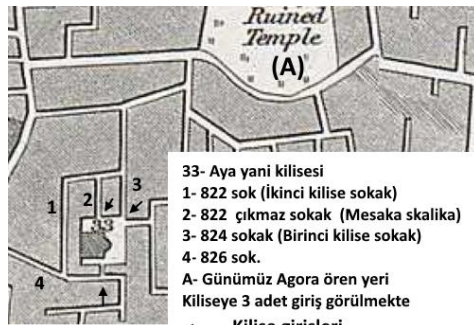 Ruined
Temple
(A)
1
2
3
33
4
33- Aya yani kilisesi
1- 822 sok (İkinci kilise sokak)
2- 822 çıkmaz sokak (Mesaka skalika)
3- 824 sokak (Birinci kilise sokak)
4- 826 sok.
A- Günümüz Agora ören yeri
Kiliseye 3 adet giriş görülmekte
Kilise girişleri